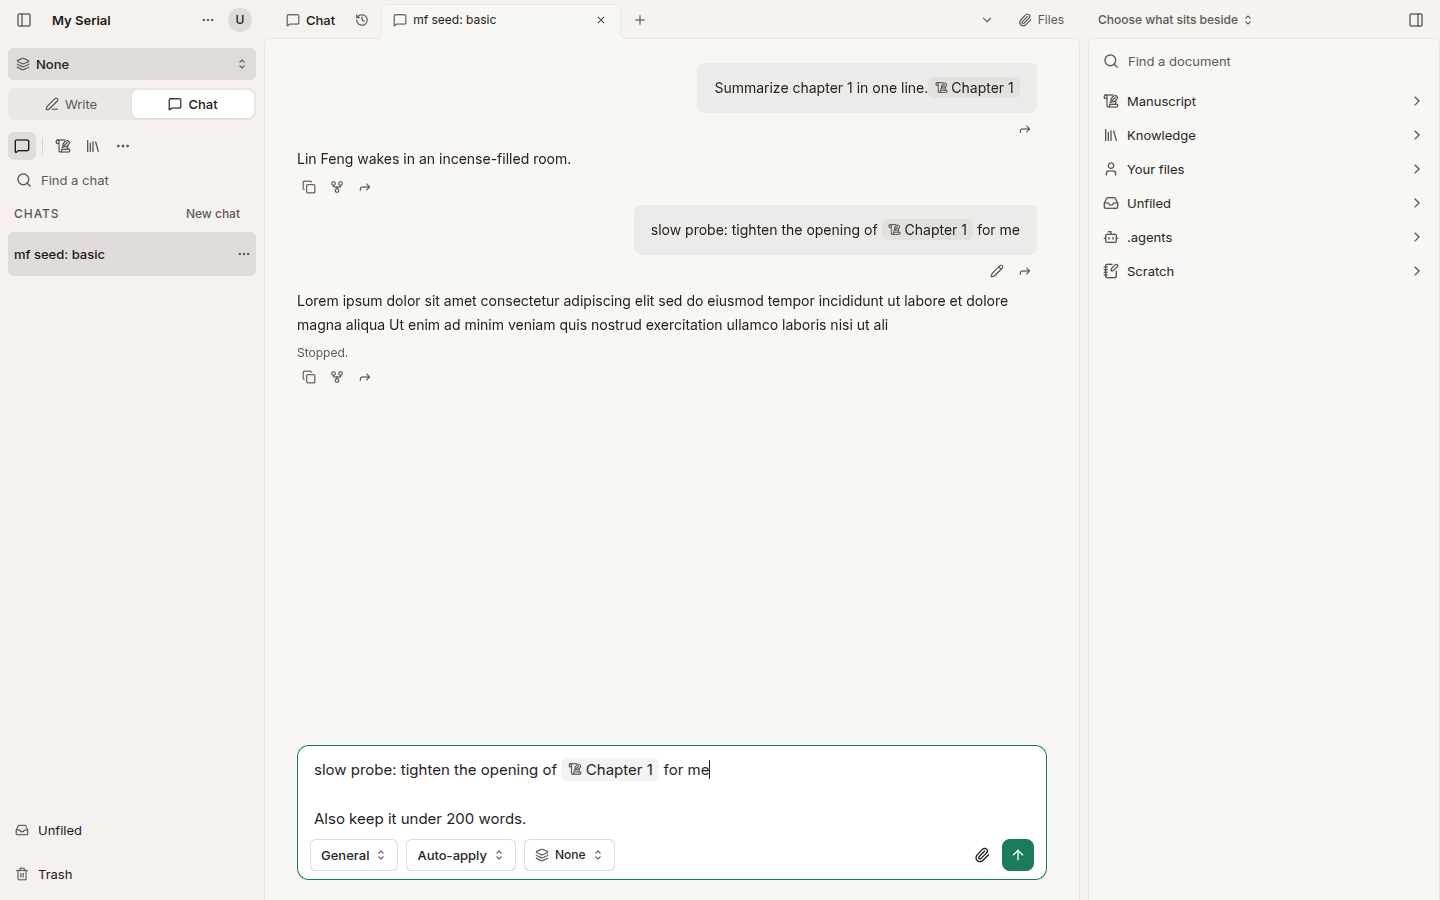 My Serial
U
None
Write
Chat
Find a chat
CHATS
New chat
mf seed: basic
Unfiled
Trash
Chat
mf seed: basic
Files
Summarize chapter 1 in one line. Chapter 1
Lin Feng wakes in an incense-filled room.
slow probe: tighten the opening of Chapter 1 for me
Lorem ipsum dolor sit amet consectetur adipiscing elit sed do eiusmod tempor incididunt ut labore et dolore
magna aliqua Ut enim ad minim veniam quis nostrud exercitation ullamco laboris nisi ut ali
Stopped.
slow probe: tighten the opening of Chapter 1 for me
Also keep it under 200 words.
General
Auto-apply
None
Choose what sits beside
Find a document
Manuscript
Knowledge
Your files
Unfiled
.agents
Scratch